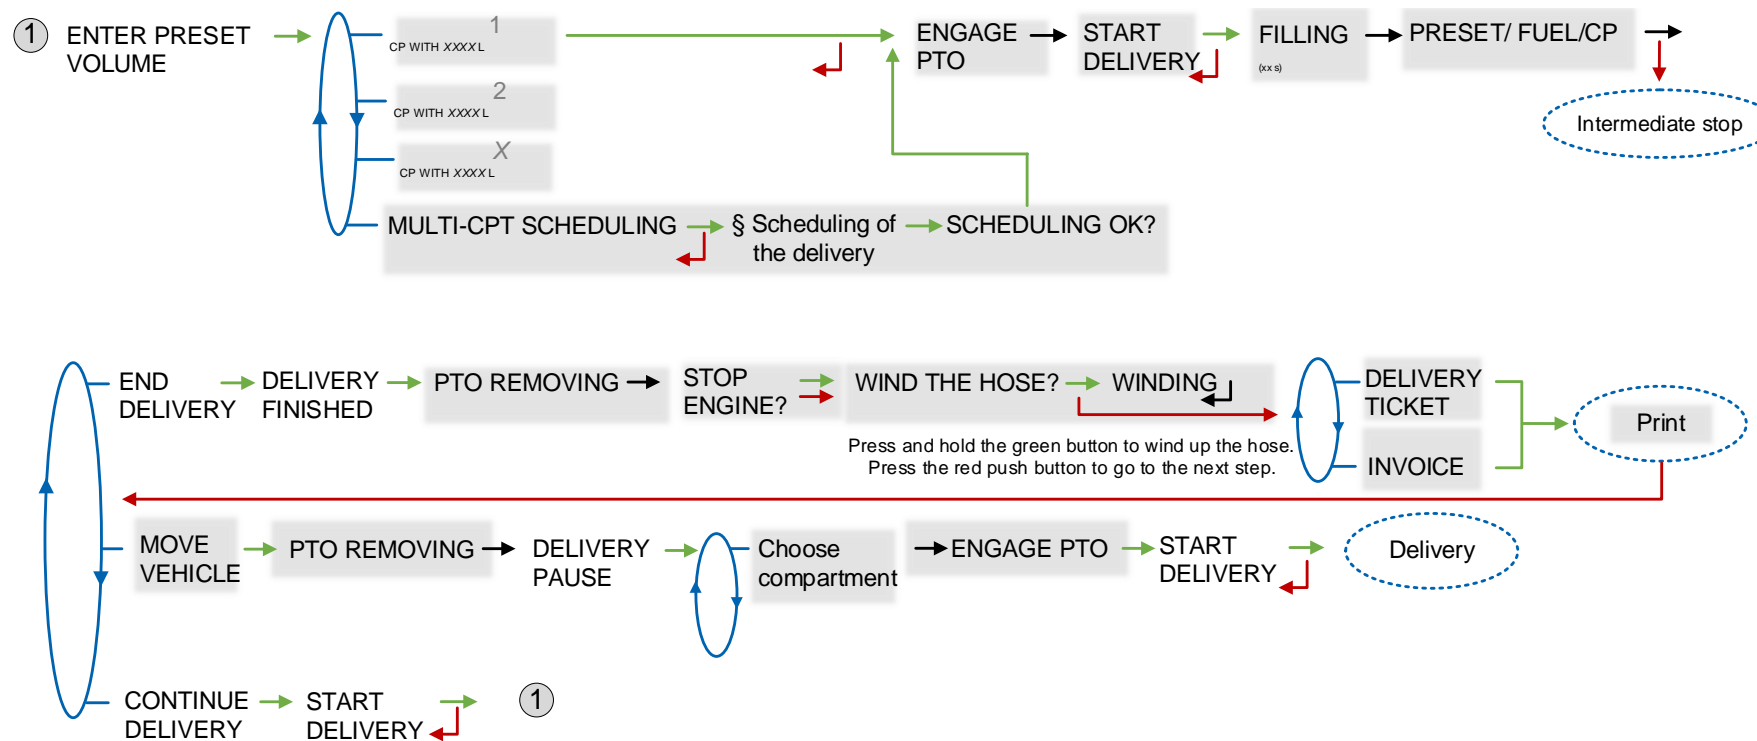 1
ENTER PRESET
VOLUME
CP WITH XXXX L
1
CP WITH XXXX L
2
CP WITH XXXX L
X
ENGAGE
PTO
START
DELIVERY
FILLING
(xx s)
PRESET/ FUEL/CP
Intermediate stop
MULTI-CPT SCHEDULING
§ Scheduling of
the delivery
SCHEDULING OK?
END
DELIVERY
DELIVERY
FINISHED
PTO REMOVING
STOP
ENGINE?
WIND THE HOSE?
WINDING
Press and hold the green button to wind up the hose.
Press the red push button to go to the next step.
DELIVERY
TICKET
INVOICE
Print
MOVE
VEHICLE
PTO REMOVING
DELIVERY
PAUSE
Choose
compartment
ENGAGE PTO
START
DELIVERY
Delivery
CONTINUE
DELIVERY
START
DELIVERY
1